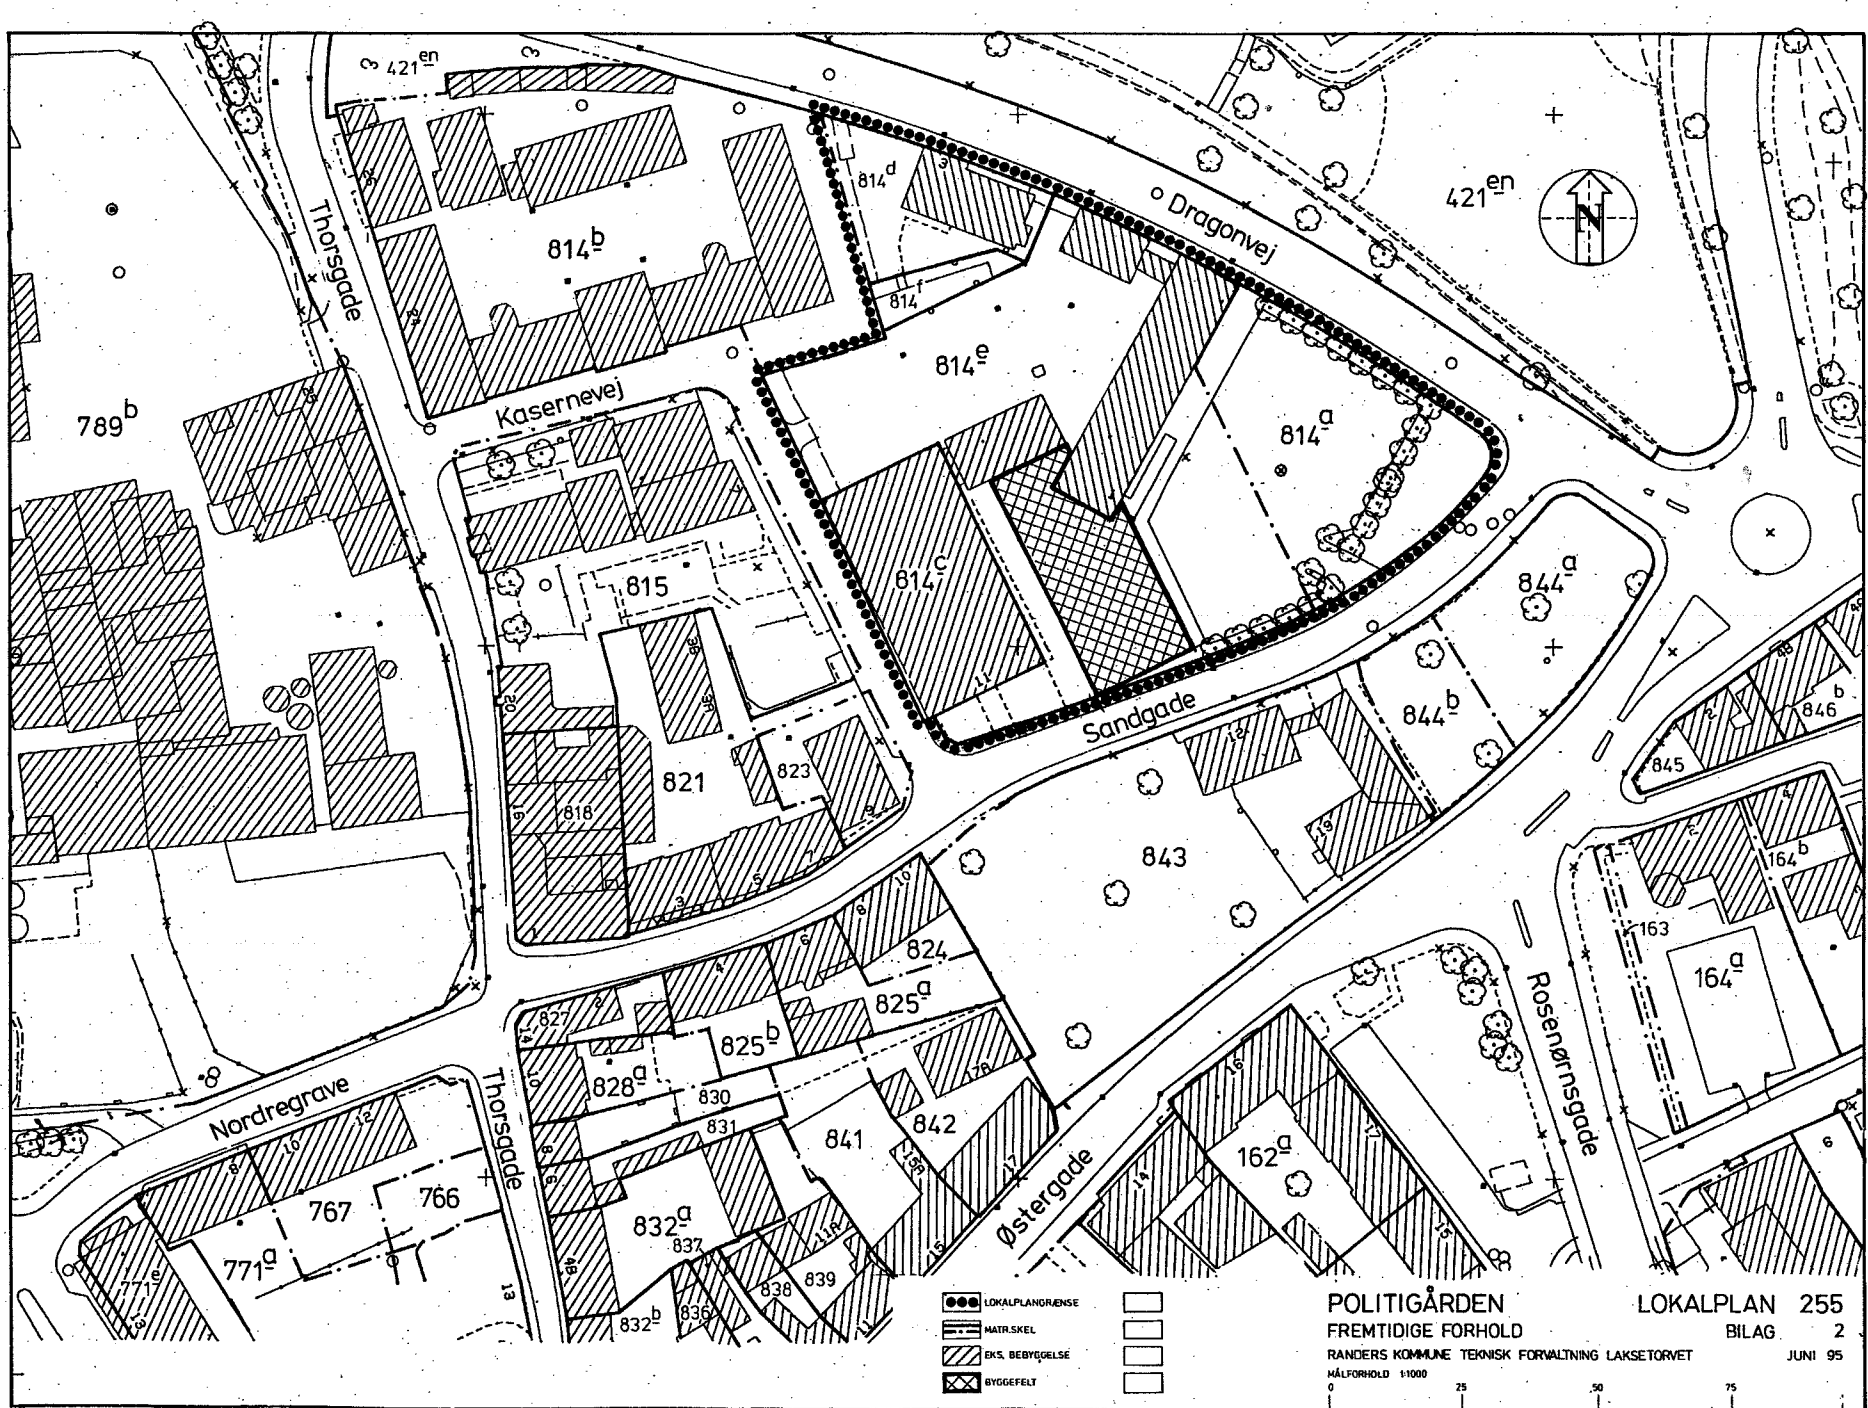 421en
814d
421en
N
Dragonvej
Thorsgade
814b
814f
814e
814a
Kasernevej
789b
814c
815
844a
844b
Sandgade
846
b
845
821
823
818
843
164b
163
164a
824
825a
825b
827
828a
830
831
841
842
Rosenørnsgade
Nordregrave
Thorsgade
162a
Østergade
767
766
771a
771e
832a
837
838
839
832b
836
LOKALPLANGRÆNSE
MATR.SKEL
EKS. BEBYGGELSE
BYGGEFELT
POLITIGÅRDEN LOKALPLAN 255
FREMTIDIGE FORHOLD BILAG 2
RANDERS KOMMUNE TEKNISK FORVALTNING LAKSETORVET JUNI 95
MÅLFORHOLD 1:1000
0 25 50 75